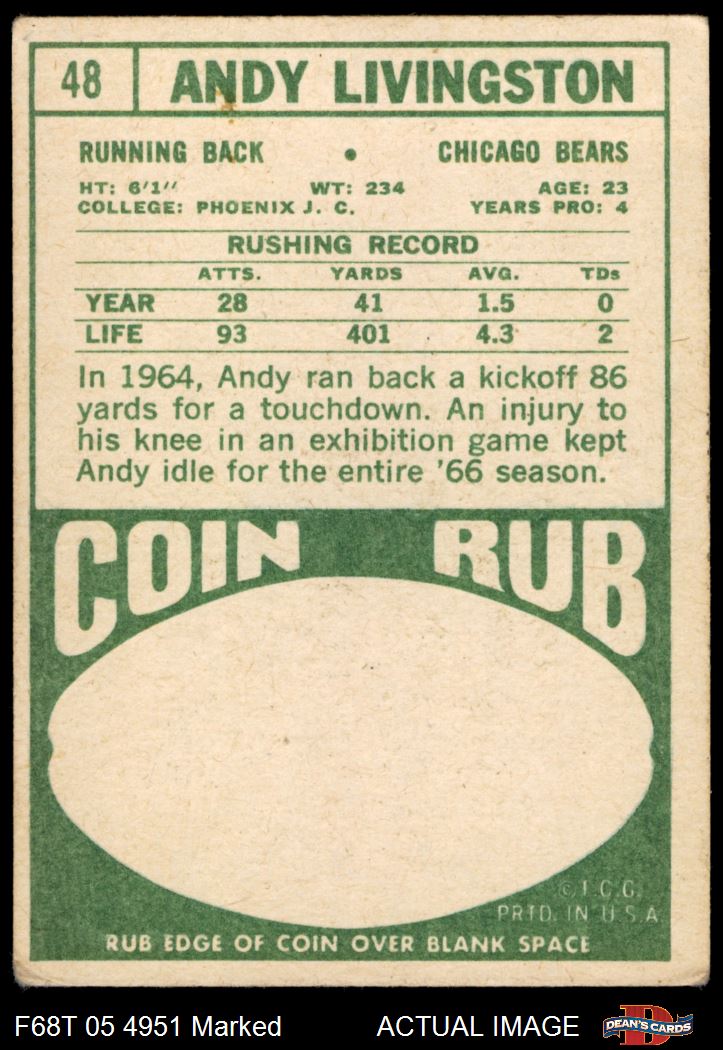 48 ANDY LIVINGSTON
RUNNING BACK • CHICAGO BEARS
HT: 6'1" WT: 234 AGE: 23
COLLEGE: PHOENIX J. C. YEARS PRO: 4
RUSHING RECORD
ATTS. YARDS AVG. TDs
YEAR 28 41 1.5 0
LIFE 93 401 4.3 2
In 1964, Andy ran back a kickoff 86
yards for a touchdown. An injury to
his knee in an exhibition game kept
Andy idle for the entire '66 season.
COIN RUB
© T.C.G.
PRTD. IN U.S.A.
RUB EDGE OF COIN OVER BLANK SPACE
F68T 05 4951 Marked ACTUAL IMAGE D DEAN'S CARDS